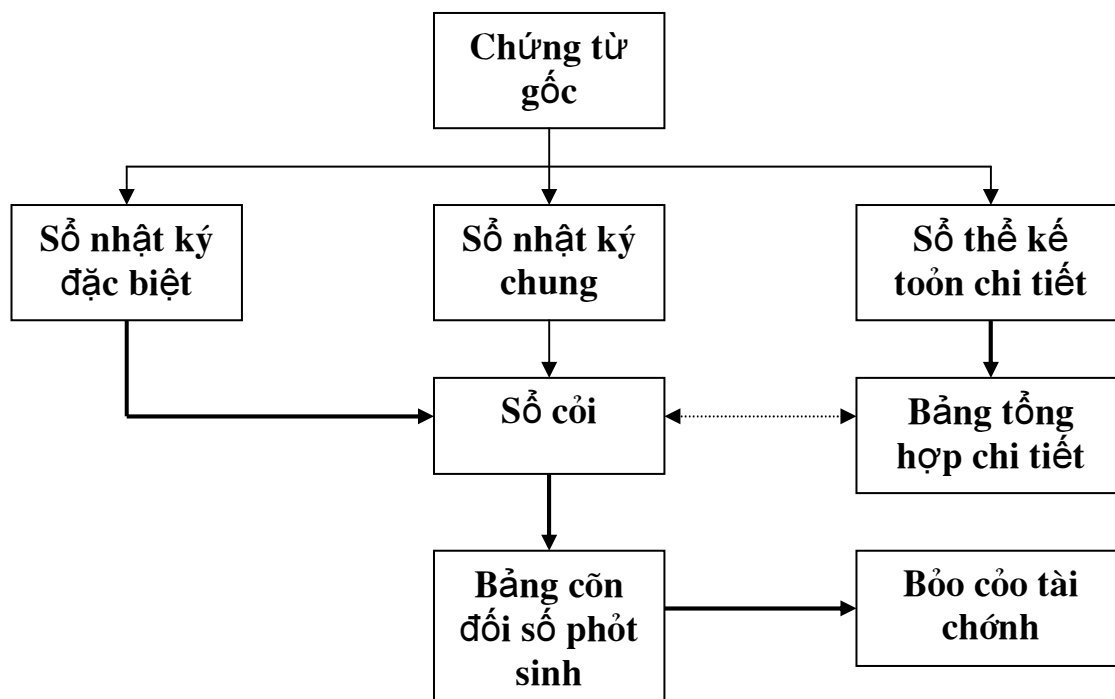 Chứng từ
gốc
Sổ nhật ký
đặc biệt
Sổ nhật ký
chung
Sổ thể kế
toỏn chi tiết
Sổ cỏi
Bảng tổng
hợp chi tiết
Bảng cõn
đối số phỏt
sinh
Bỏo cỏo tài
chớnh